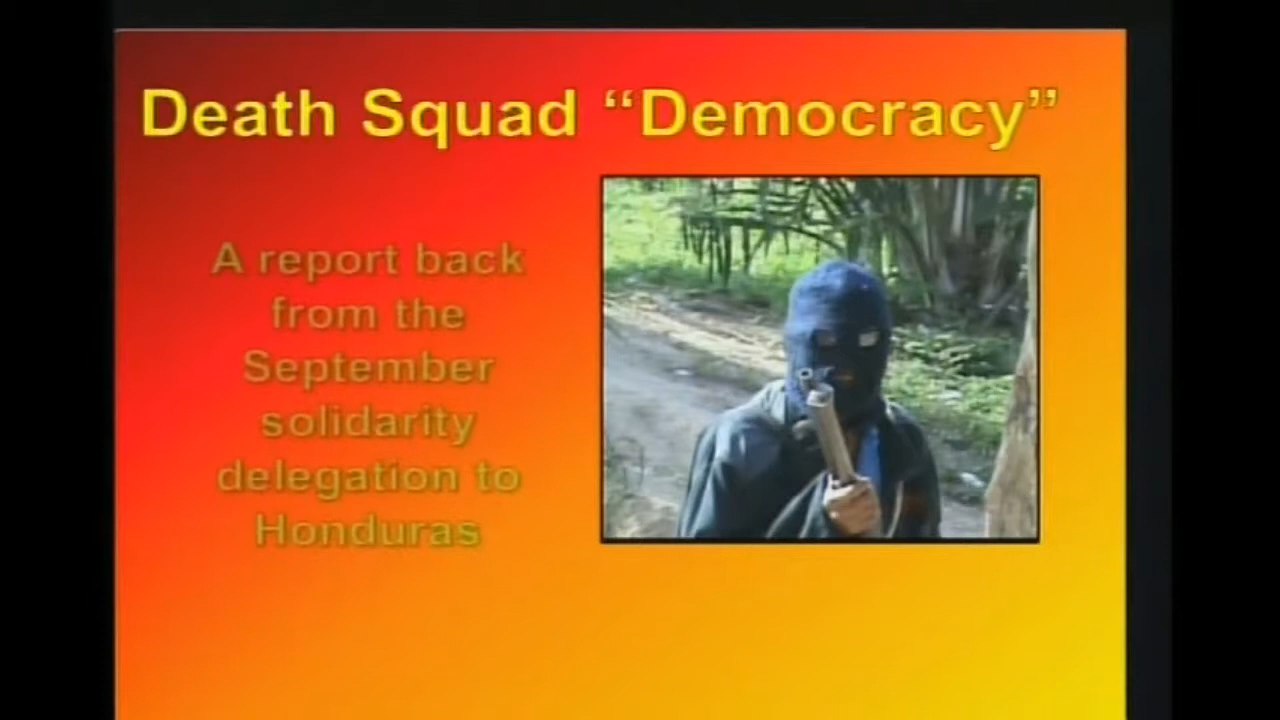 Death Squad “Democracy”
A report back
from the
September
solidarity
delegation to
Honduras